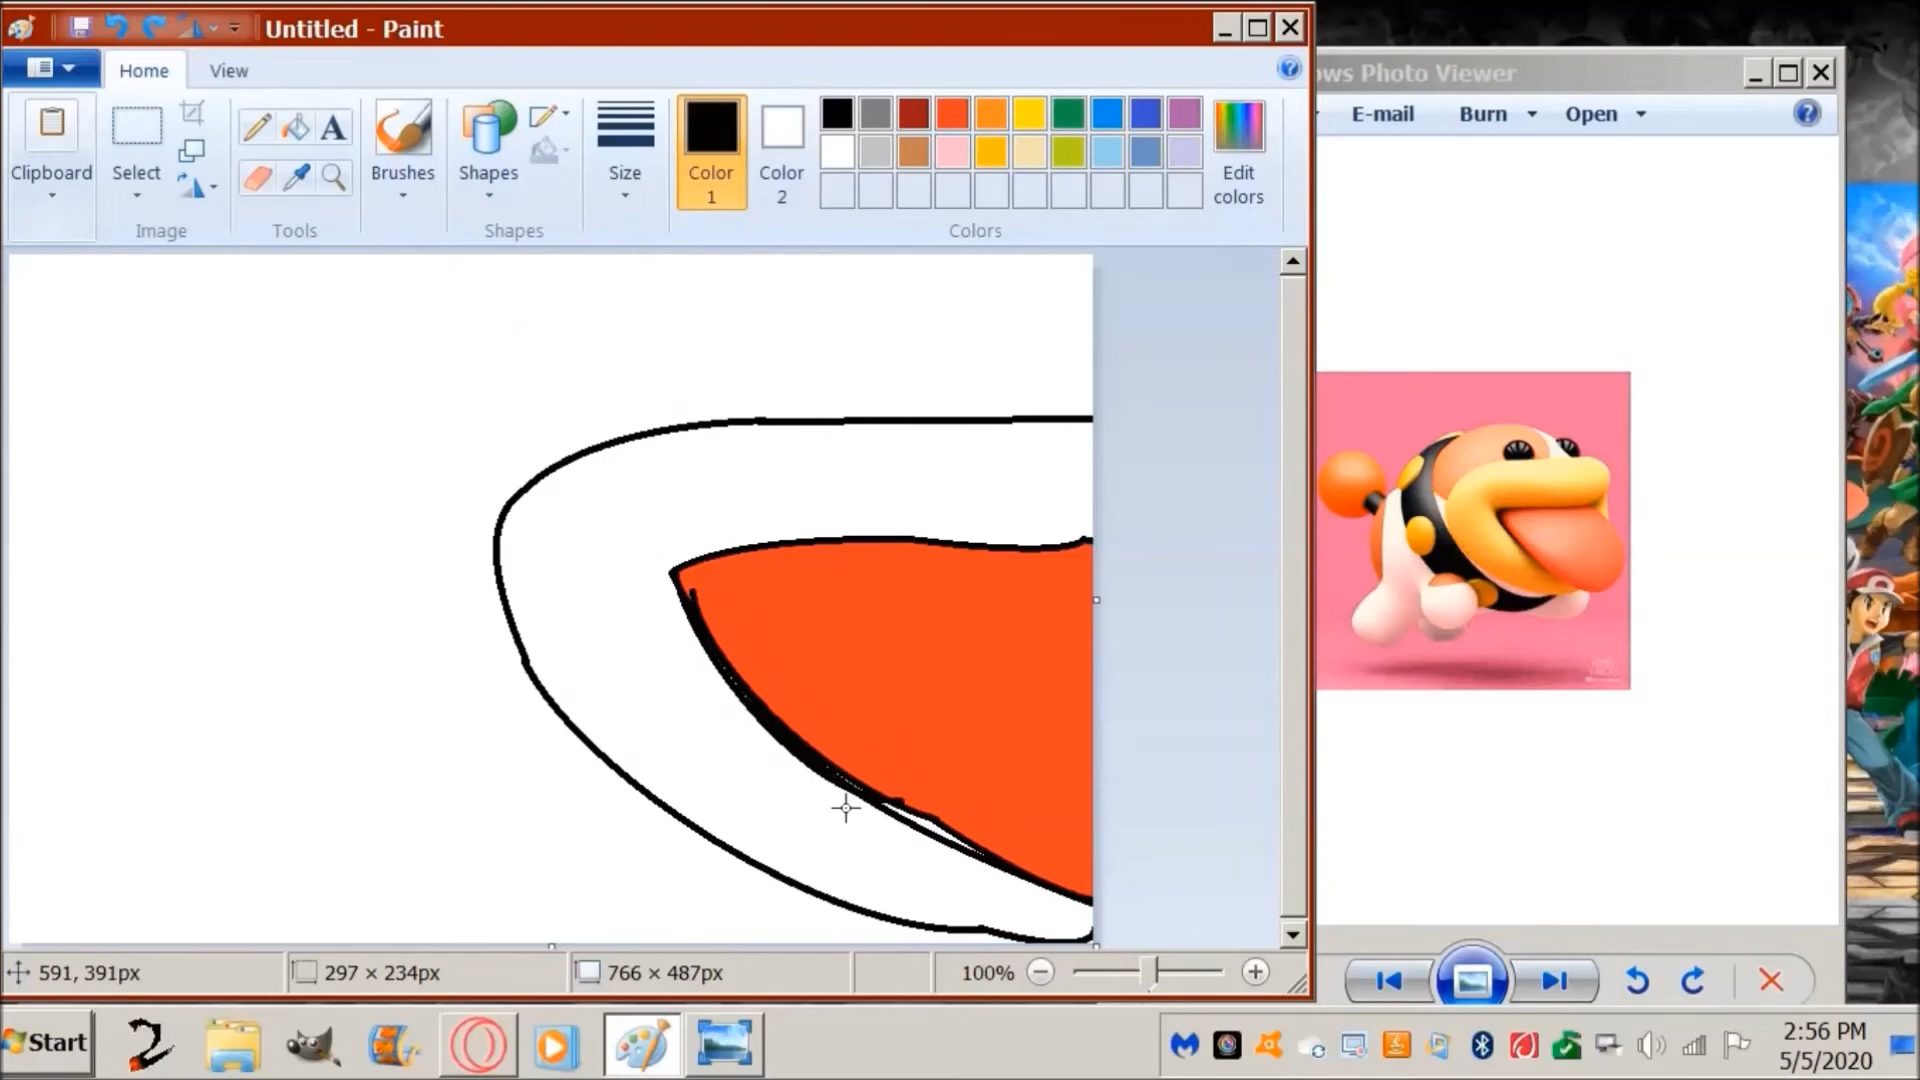 Untitled - Paint
Home View
Clipboard
Select
Brushes
Shapes
Size
Color 1
Color 2
Edit colors
Image
Tools
Shapes
Colors
591, 391px
297 × 234px
766 × 487px
100%
ows Photo Viewer
E-mail Burn Open
Start
2:56 PM
5/5/2020